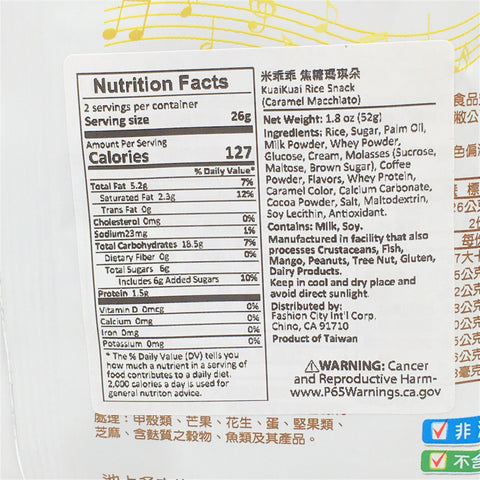 Nutrition Facts
2 servings per container
Serving size 26g
Amount Per Serving
Calories 127
% Daily Value*
Total Fat 5.2g 7%
Saturated Fat 2.3g 12%
Trans Fat 0g
Cholesterol 0mg 0%
Sodium23mg 1%
Total Carbohydrates 18.5g 7%
Dietary Fiber 0g 0%
Total Sugars 6g
Includes 6g Added Sugars 10%
Protein 1.5g
Vitamin D 0mcg 0%
Calcium 0mg 0%
Iron 0mg 0%
Potassium 0mg 0%
* The % Daily Value (DV) tells you
how much a nutrient in a serving of
food contributes to a daily diet.
2,000 calories a day is used for
general nutrition advice.
米乖乖 焦糖瑪琪朵
KuaiKuai Rice Snack
(Caramel Macchiato)
Net Weight: 1.8 oz (52g)
Ingredients: Rice, Sugar, Palm Oil,
Milk Powder, Whey Powder,
Glucose, Cream, Molasses (Sucrose,
Maltose, Brown Sugar), Coffee
Powder, Flavors, Whey Protein,
Caramel Color, Calcium Carbonate,
Cocoa Powder, Salt, Maltodextrin,
Soy Lecithin, Antioxidant.
Contains: Milk, Soy.
Manufactured in facility that also
processes Crustaceans, Fish,
Mango, Peanuts, Tree Nut, Gluten,
Dairy Products.
Keep in cool and dry place and
avoid direct sunlight.
Distributed by:
Fashion City Int'l Corp.
Chino, CA 91710
Product of Taiwan
⚠WARNING: Cancer
and Reproductive Harm-
www.P65Warnings.ca.gov
處理：甲殼類、芒果、花生、蛋、堅果類、
芝麻、含麩質之穀物、魚類及其產品。
非
不含